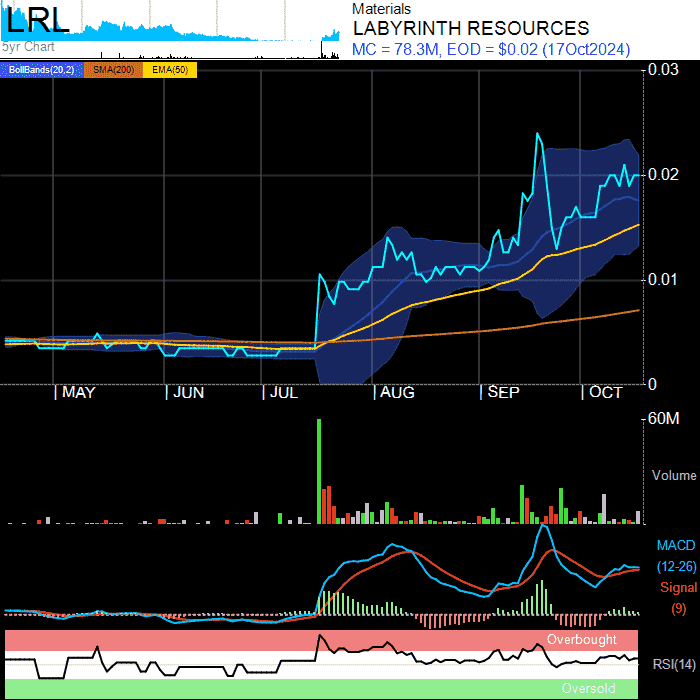 LRL
5yr Chart
Materials
LABYRINTH RESOURCES
MC = 78.3M, EOD = $0.02 (17Oct2024)
BollBands(20,2) SMA(200) EMA(50)
0.03
0.02
0.01
0
MAY JUN JUL AUG SEP OCT
60M
Volume
MACD
(12-26)
Signal
(9)
Overbought
RSI(14)
Oversold